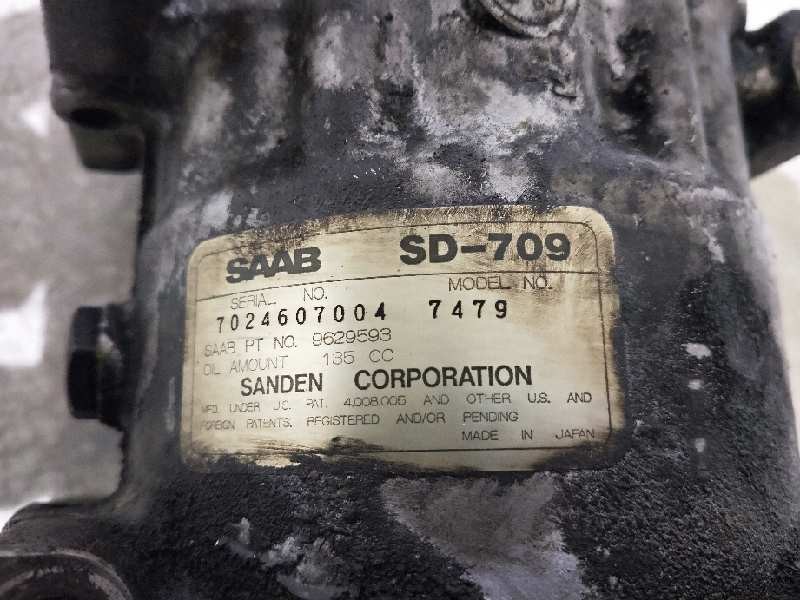 SAAB SD-709
SERIAL NO. MODEL NO.
7024607004 7479
SAAB PT NO. 9629593
OIL AMOUNT 135 CC
SANDEN CORPORATION
MFD. UNDER US. PAT. 4,008,005 AND OTHER U.S. AND
FOREIGN PATENTS. REGISTERED AND/OR PENDING
MADE IN JAPAN